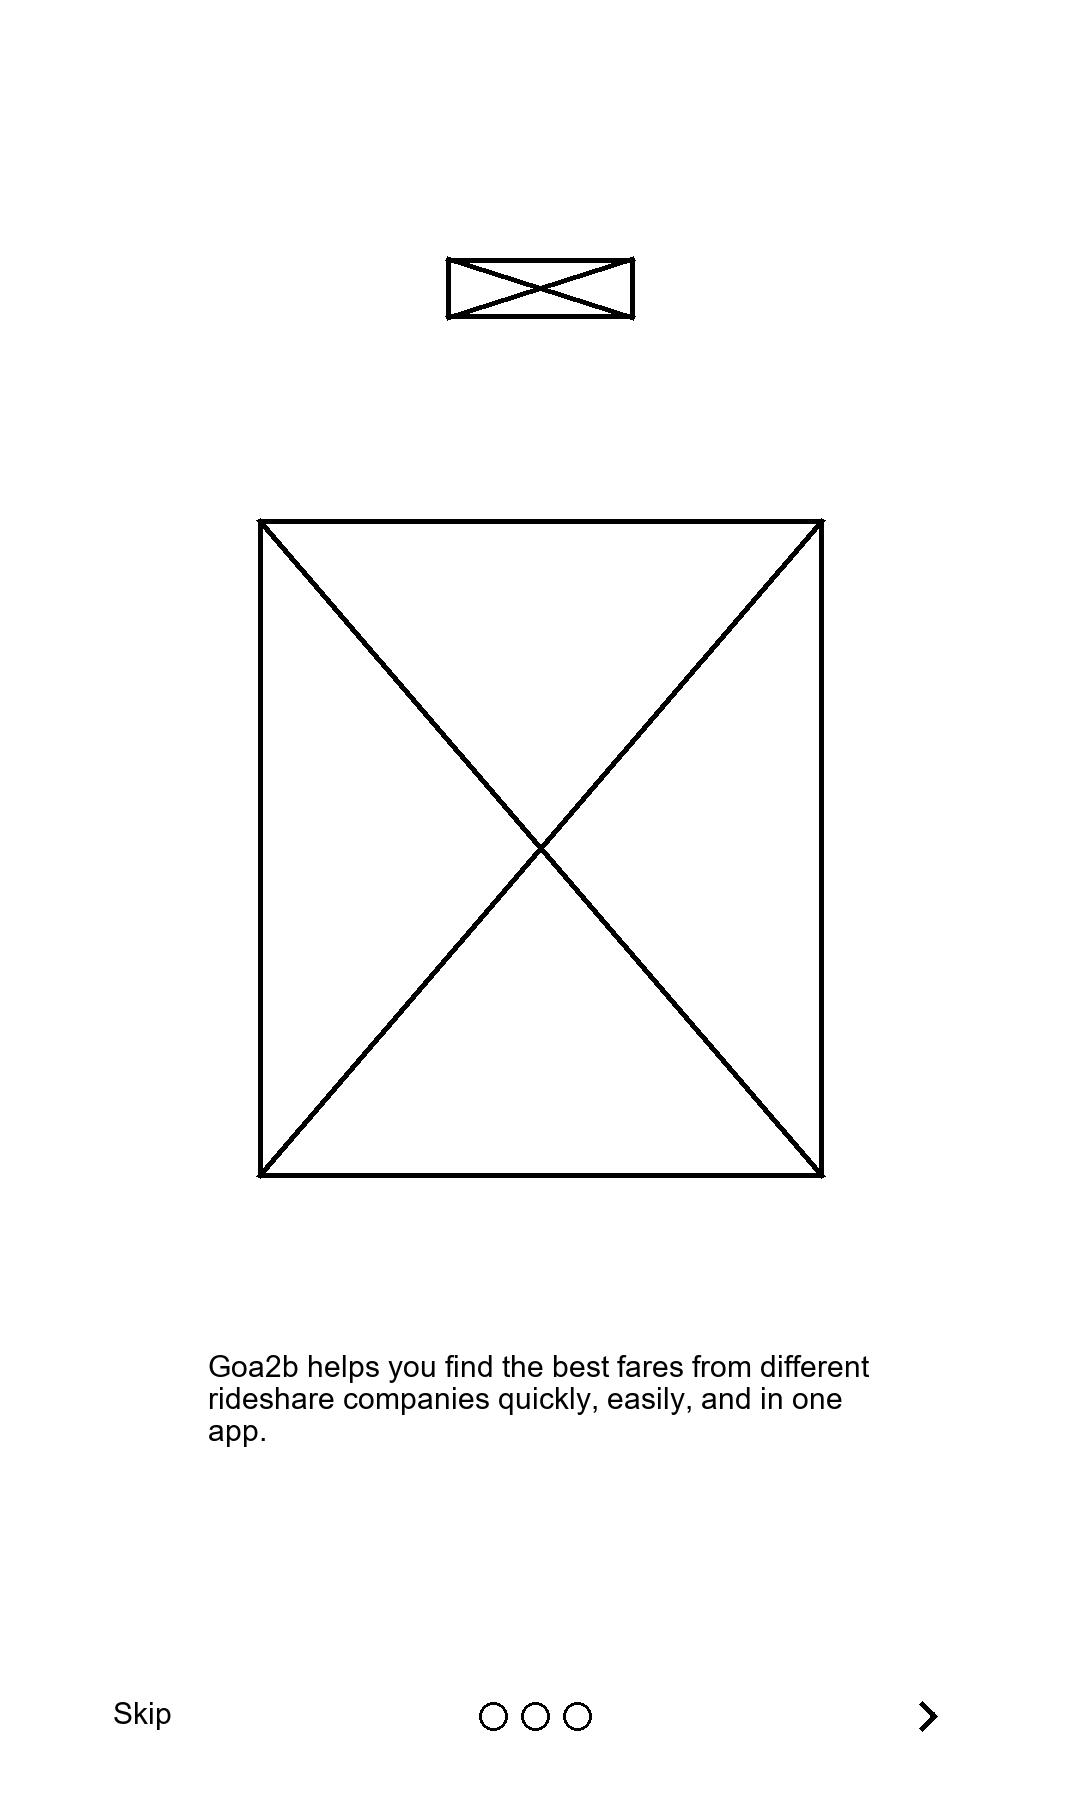 Goa2b helps you find the best fares from different
rideshare companies quickly, easily, and in one
app.
Skip